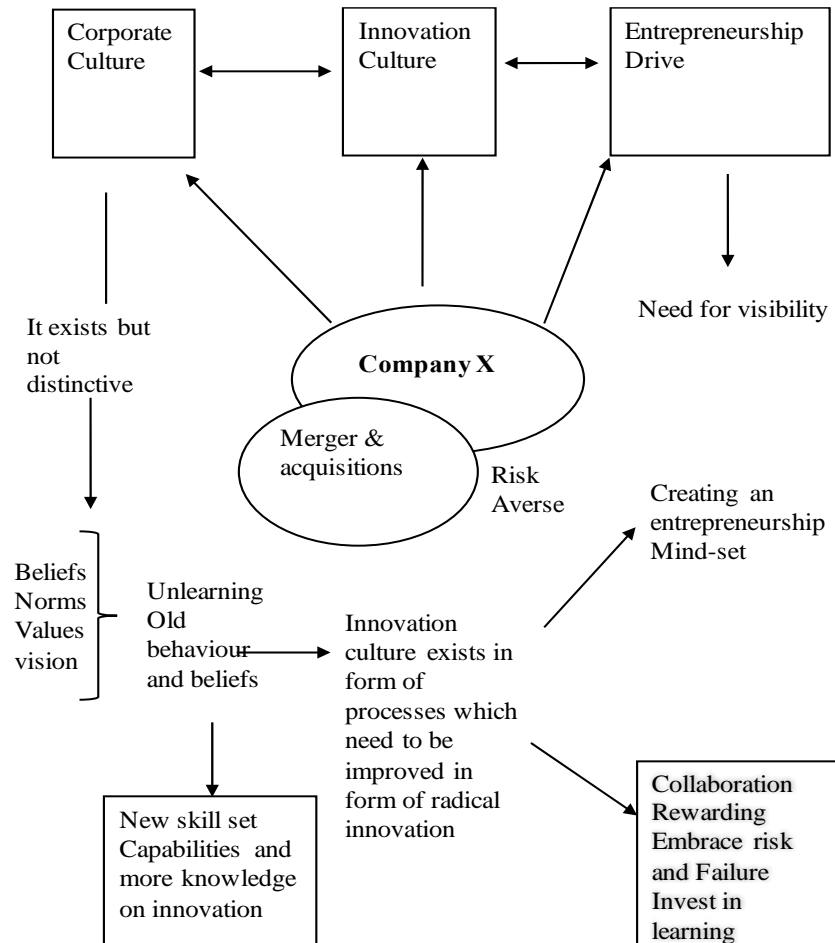 Corporate
Culture
Innovation
Culture
Entrepreneurship
Drive
Need for visibility
It exists but
not
distinctive
Company X
Merger &
acquisitions
Risk
Averse
Creating an
entrepreneurship
Mind-set
Beliefs
Norms
Values
vision
Unlearning
Old
behaviour
and beliefs
Innovation
culture exists in
form of
processes which
need to be
improved in
form of radical
innovation
New skill set
Capabilities and
more knowledge
on innovation
Collaboration
Rewarding
Embrace risk
and Failure
Invest in
learning